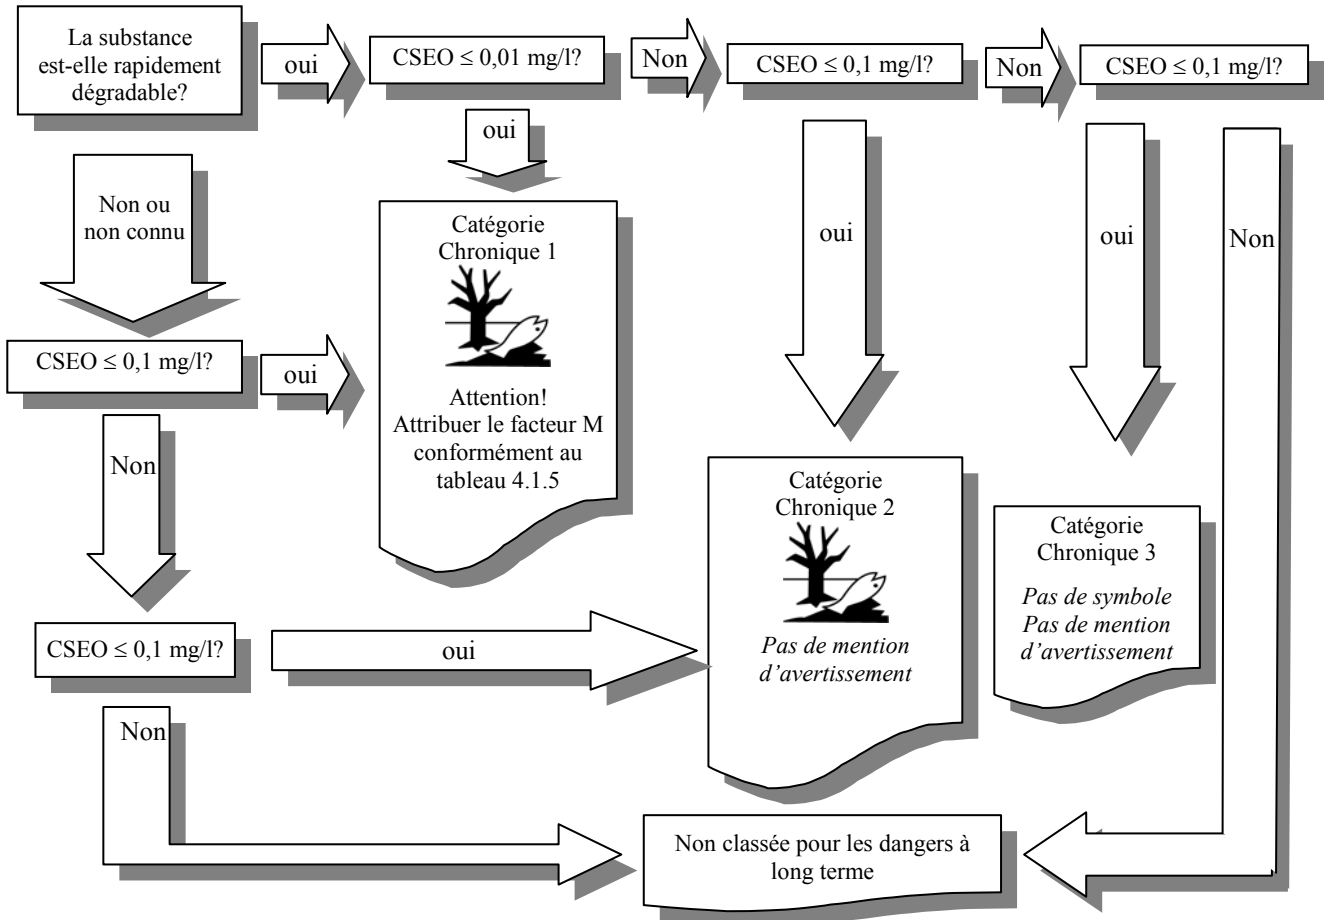 La substance
est-elle rapidement
dégradable?
oui
CSEO ≤ 0,01 mg/l?
Non
CSEO ≤ 0,1 mg/l?
Non
CSEO ≤ 0,1 mg/l?
oui
Non ou
non connu
Catégorie
Chronique 1
Attention!
Attribuer le facteur M
conformément au
tableau 4.1.5
oui
oui
Non
CSEO ≤ 0,1 mg/l?
oui
Non
Catégorie
Chronique 2
Pas de mention
d’avertissement
Catégorie
Chronique 3
Pas de symbole
Pas de mention
d’avertissement
CSEO ≤ 0,1 mg/l?
oui
Non
Non classée pour les dangers à
long terme